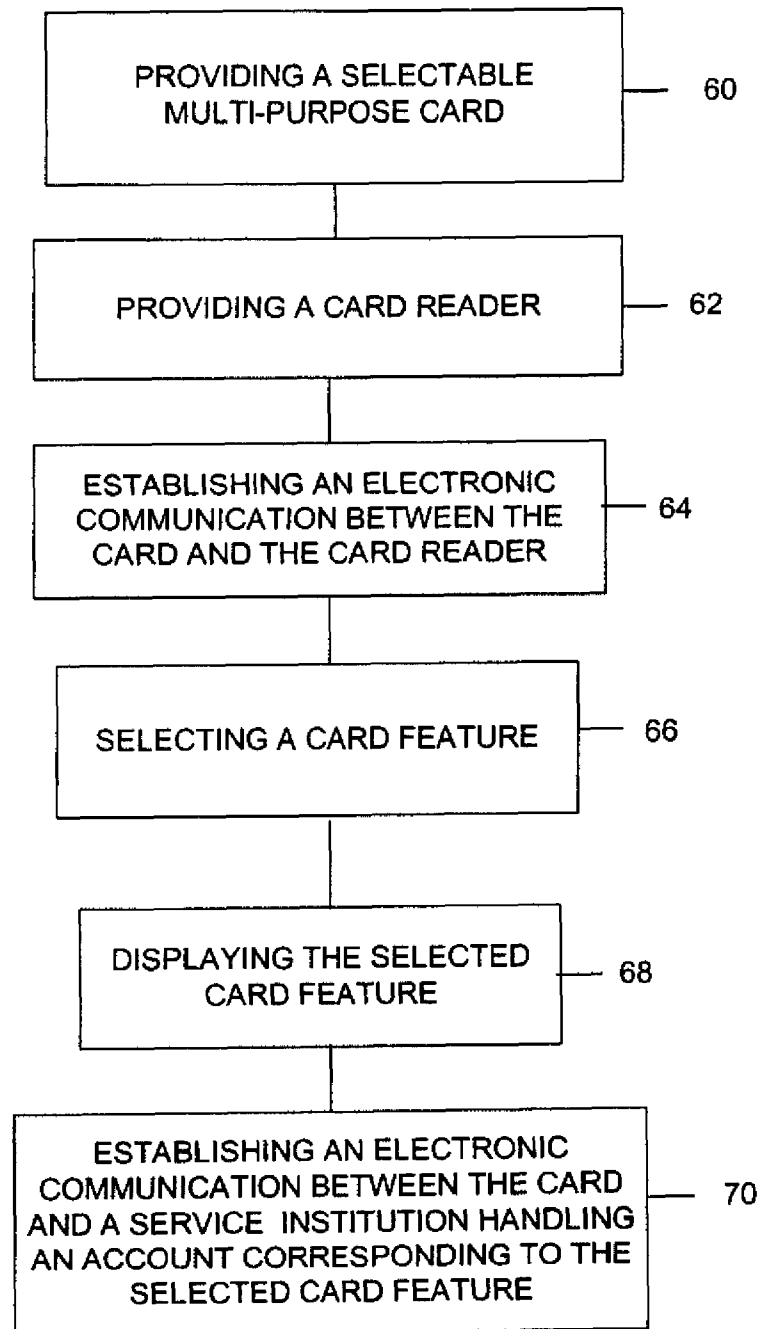 PROVIDING A SELECTABLE
MULTI-PURPOSE CARD
60
PROVIDING A CARD READER
62
ESTABLISHING AN ELECTRONIC
COMMUNICATION BETWEEN THE
CARD AND THE CARD READER
64
SELECTING A CARD FEATURE
66
DISPLAYING THE SELECTED
CARD FEATURE
68
ESTABLISHING AN ELECTRONIC
COMMUNICATION BETWEEN THE CARD
AND A SERVICE INSTITUTION HANDLING
AN ACCOUNT CORRESPONDING TO THE
SELECTED CARD FEATURE
70